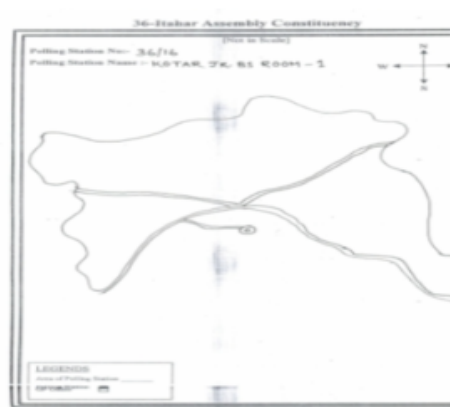 36-Itahar Assembly Constituency
[Not in Scale]
Polling Station No:- 36/16
Polling Station Name :- KOTAR JR BS ROOM - 1
N
W
S
LEGENDS
Area of Polling Station